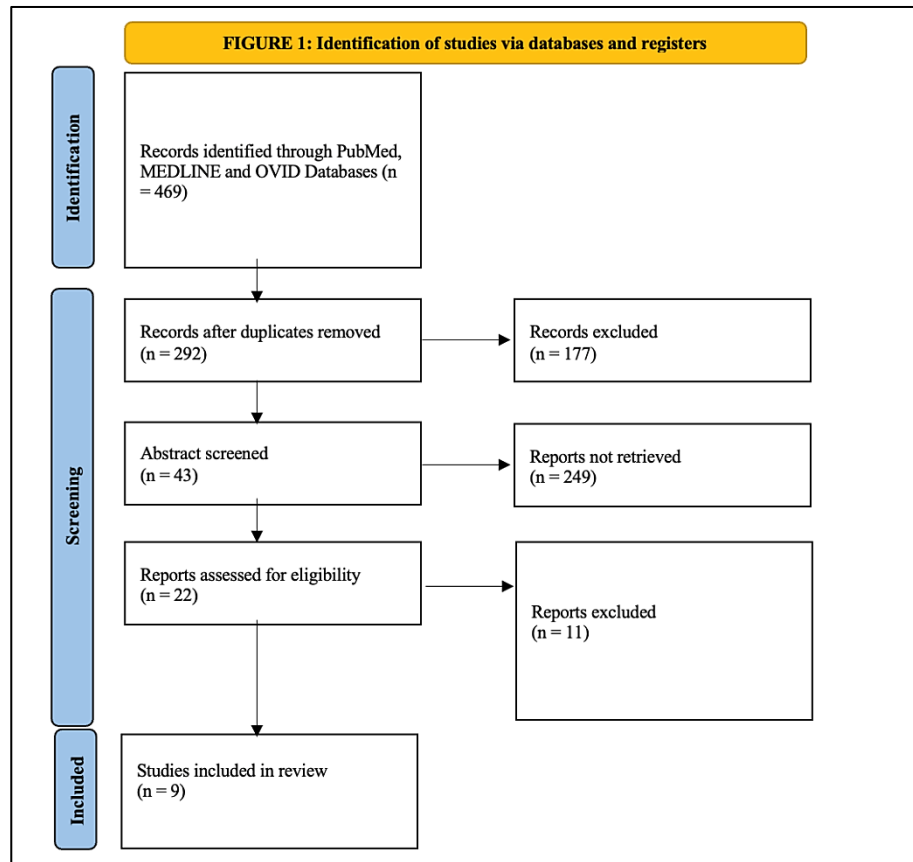 FIGURE 1: Identification of studies via databases and registers
Identification
Records identified through PubMed,
MEDLINE and OVID Databases (n
= 469)
Screening
Records after duplicates removed
(n = 292)
Records excluded
(n = 177)
Abstract screened
(n = 43)
Reports not retrieved
(n = 249)
Reports assessed for eligibility
(n = 22)
Reports excluded
(n = 11)
Included
Studies included in review
(n = 9)